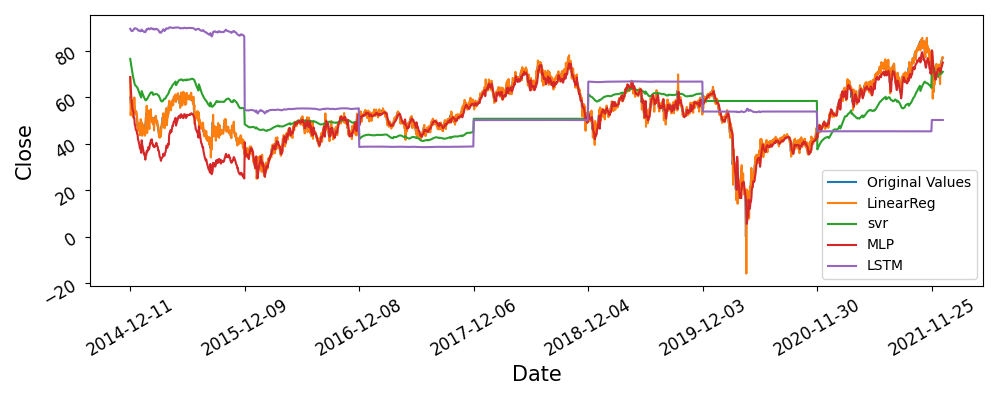 80
60
40
20
0
−20
Close
Original Values
LinearReg
svr
MLP
LSTM
2014-12-11
2015-12-09
2016-12-08
2017-12-06
2018-12-04
2019-12-03
2020-11-30
2021-11-25
Date